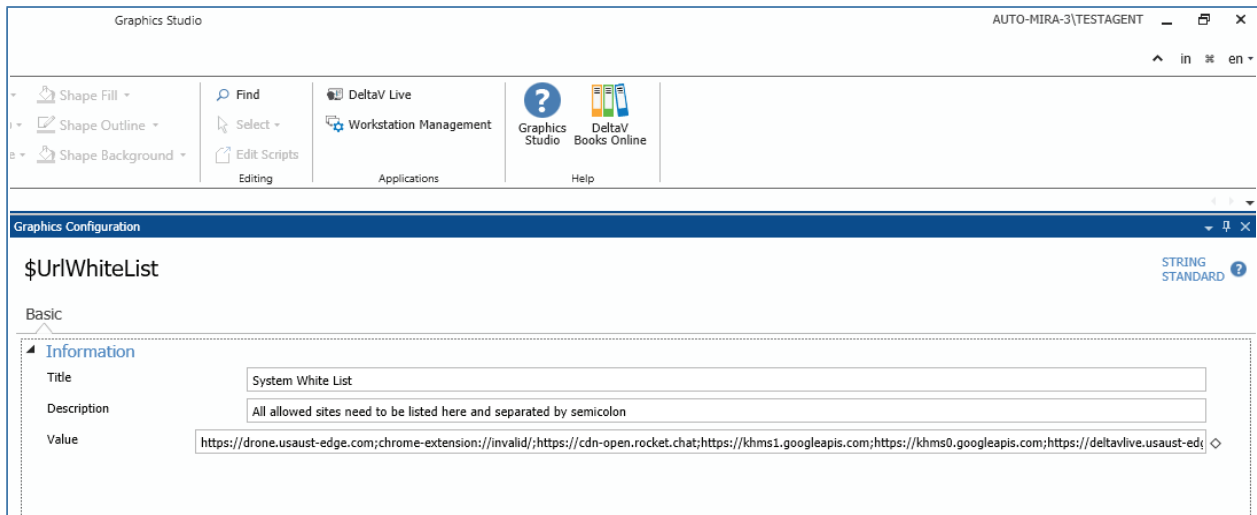 Graphics Studio AUTO-MIRA-3\TESTAGENT
in ⌘ en
Shape Fill Find DeltaV Live
Shape Outline Select Workstation Management Graphics Studio DeltaV Books Online
Shape Background Edit Scripts
Editing Applications Help
Graphics Configuration
$UrlWhiteList STRING STANDARD
Basic
Information
Title System White List
Description All allowed sites need to be listed here and separated by semicolon
Value https://drone.usaust-edge.com;chrome-extension://invalid/;https://cdn-open.rocket.chat;https://khms1.googleapis.com;https://khms0.googleapis.com;https://deltavlive.usaust-edg